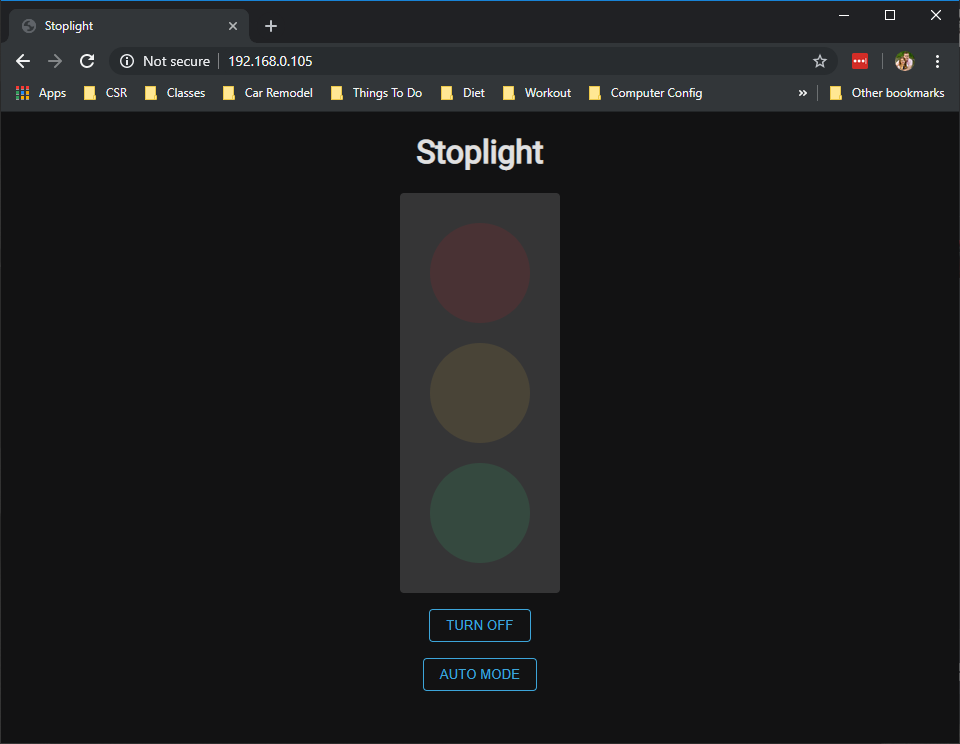 Stoplight
Not secure 192.168.0.105
Apps CSR Classes Car Remodel Things To Do Diet Workout Computer Config » Other bookmarks
Stoplight
TURN OFF
AUTO MODE